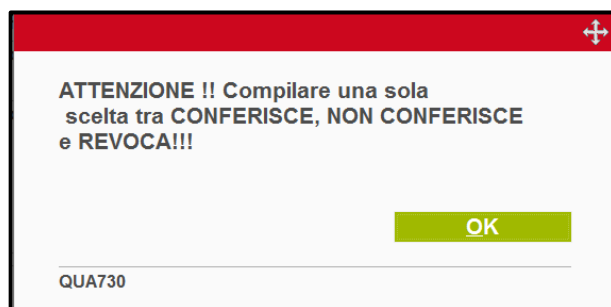 ATTENZIONE !! Compilare una sola
scelta tra CONFERISCE, NON CONFERISCE
e REVOCA!!!
OK
QUA730